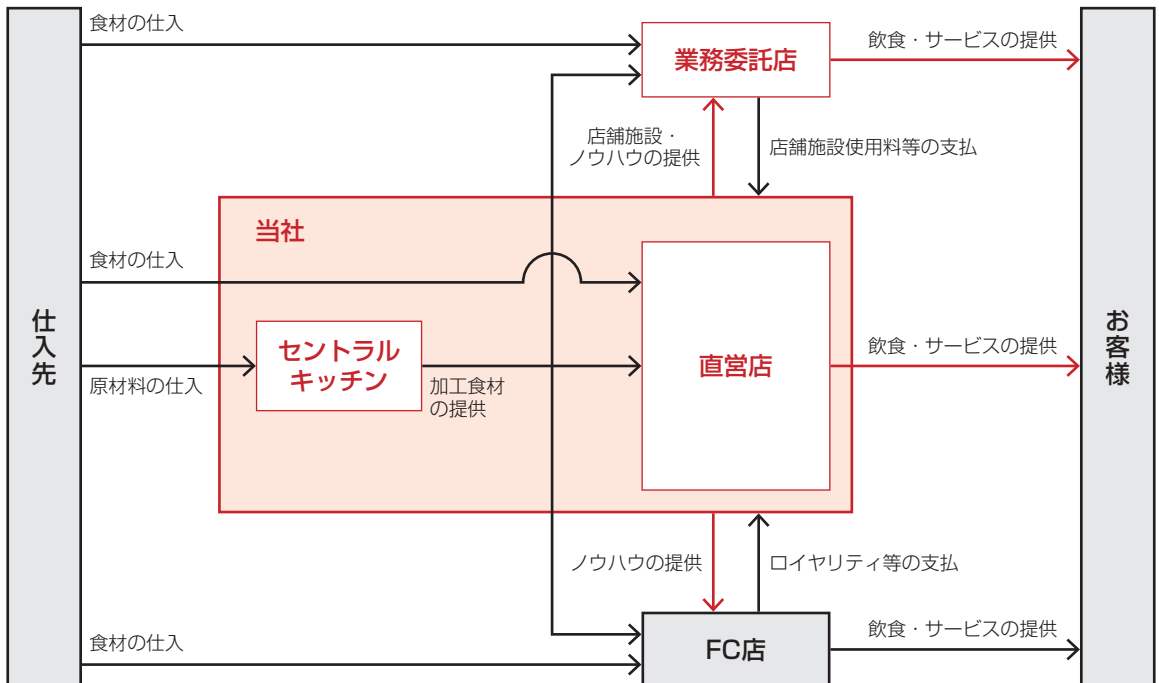 食材の仕入
業務委託店
飲食・サービスの提供
店舗施設・
ノウハウの提供
店舗施設使用料等の支払
当社
食材の仕入
仕入先
セントラル
キッチン
直営店
飲食・サービスの提供
お客様
原材料の仕入
加工食材
の提供
ノウハウの提供
ロイヤリティ等の支払
食材の仕入
FC店
飲食・サービスの提供